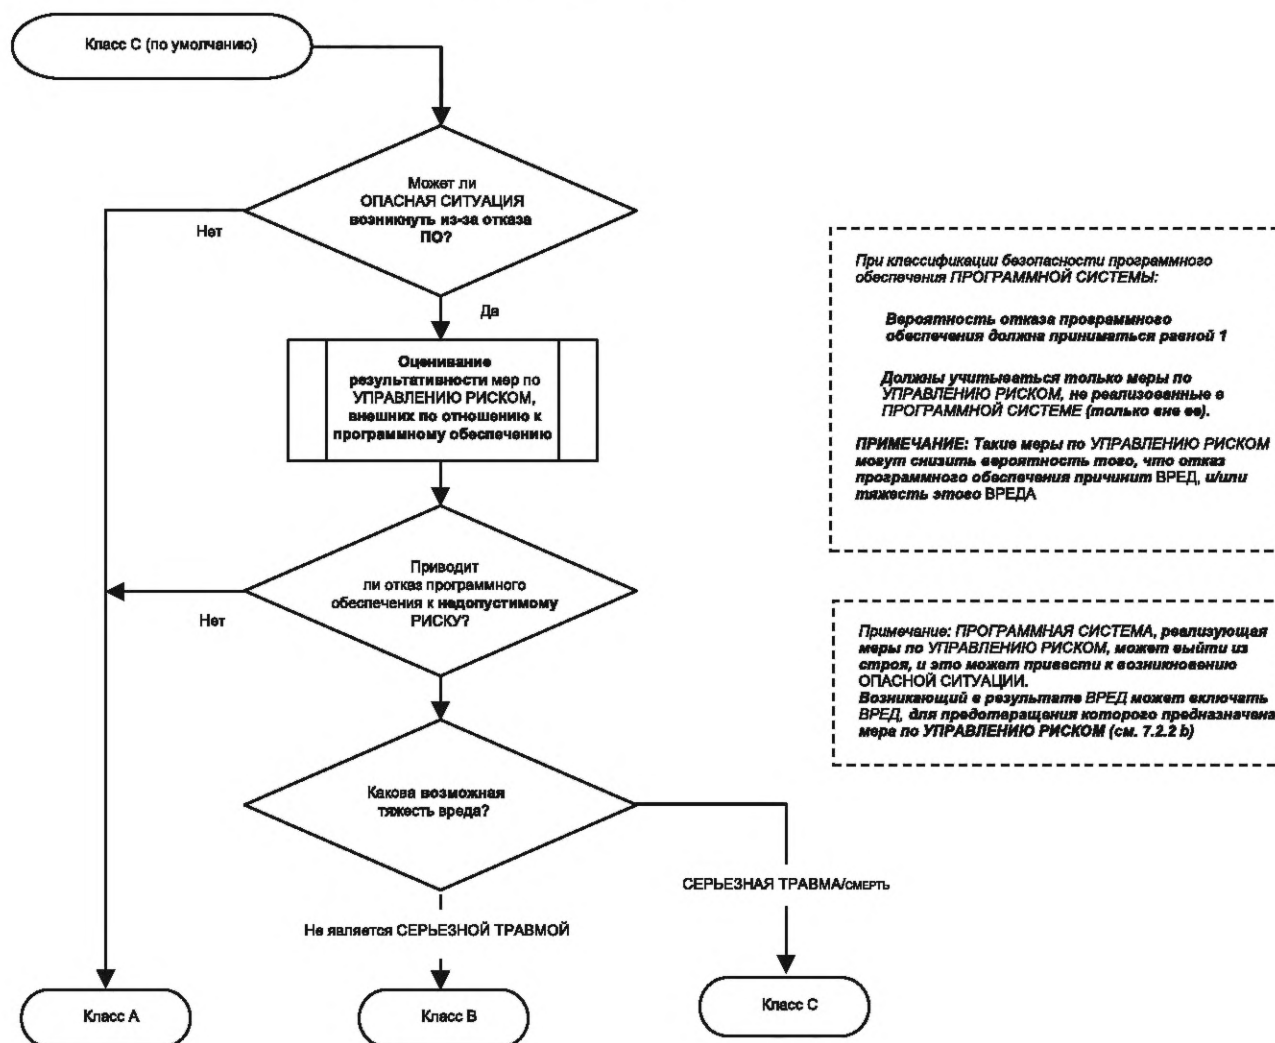 Класс С (по умолчанию)
Может ли
ОПАСНАЯ СИТУАЦИЯ
возникнуть из-за отказа
ПО?
Нет
Да
Оценивание
результативности мер по
УПРАВЛЕНИЮ РИСКОМ,
внешних по отношению к
программному обеспечению
Приводит
ли отказ программного
обеспечения к недопустимому
РИСКУ?
Нет
Какова возможная
тяжесть вреда?
СЕРЬЕЗНАЯ ТРАВМА/СМЕРТЬ
Не является СЕРЬЕЗНОЙ ТРАВМОЙ
Класс А
Класс В
Класс С
При классификации безопасности программного
обеспечения ПРОГРАММНОЙ СИСТЕМЫ:
Вероятность отказа программного
обеспечения должна приниматься равной 1
Должны учитываться только меры по
УПРАВЛЕНИЮ РИСКОМ, не реализованные в
ПРОГРАММНОЙ СИСТЕМЕ (только вне ее).
ПРИМЕЧАНИЕ: Такие меры по УПРАВЛЕНИЮ РИСКОМ
могут снизить вероятность того, что отказ
программного обеспечения причинит ВРЕД, и/или
тяжесть этого ВРЕДА
Примечание: ПРОГРАММНАЯ СИСТЕМА, реализующая
меры по УПРАВЛЕНИЮ РИСКОМ, может выйти из
строя, и это может привести к возникновению
ОПАСНОЙ СИТУАЦИИ.
Возникающий в результате ВРЕД может включать
ВРЕД, для предотвращения которого предназначена
мера по УПРАВЛЕНИЮ РИСКОМ (см. 7.2.2 b)